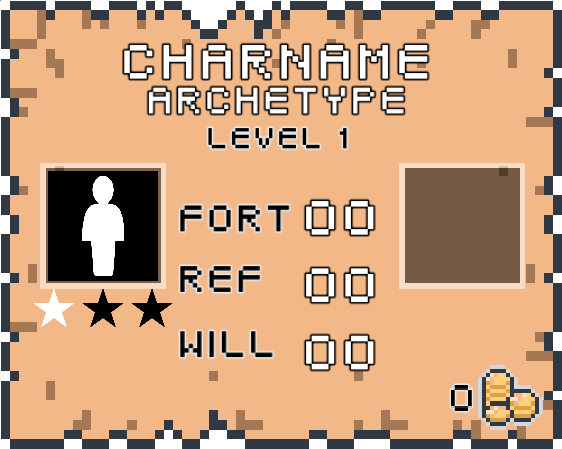 CHARNAME
ARCHETYPE
LEVEL 1
FORT 00
REF 00
WILL 00
0